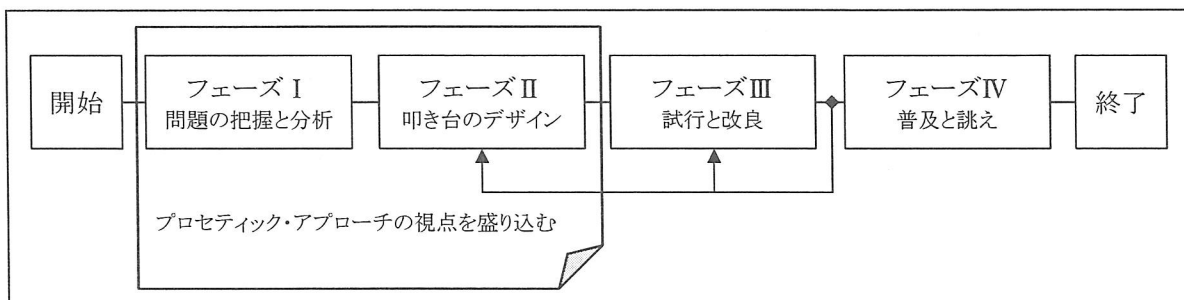 開始
フェーズⅠ
問題の把握と分析
フェーズⅡ
叩き台のデザイン
フェーズⅢ
試行と改良
フェーズⅣ
普及と誂え
終了
プロセティック・アプローチの視点を盛り込む